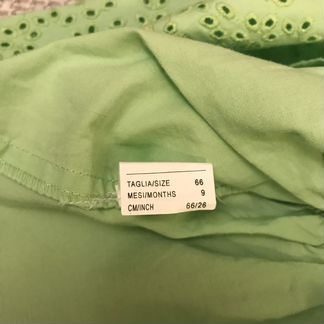 TAGLIA/SIZE 66
MESI/MONTHS 9
CM/INCH 66/26